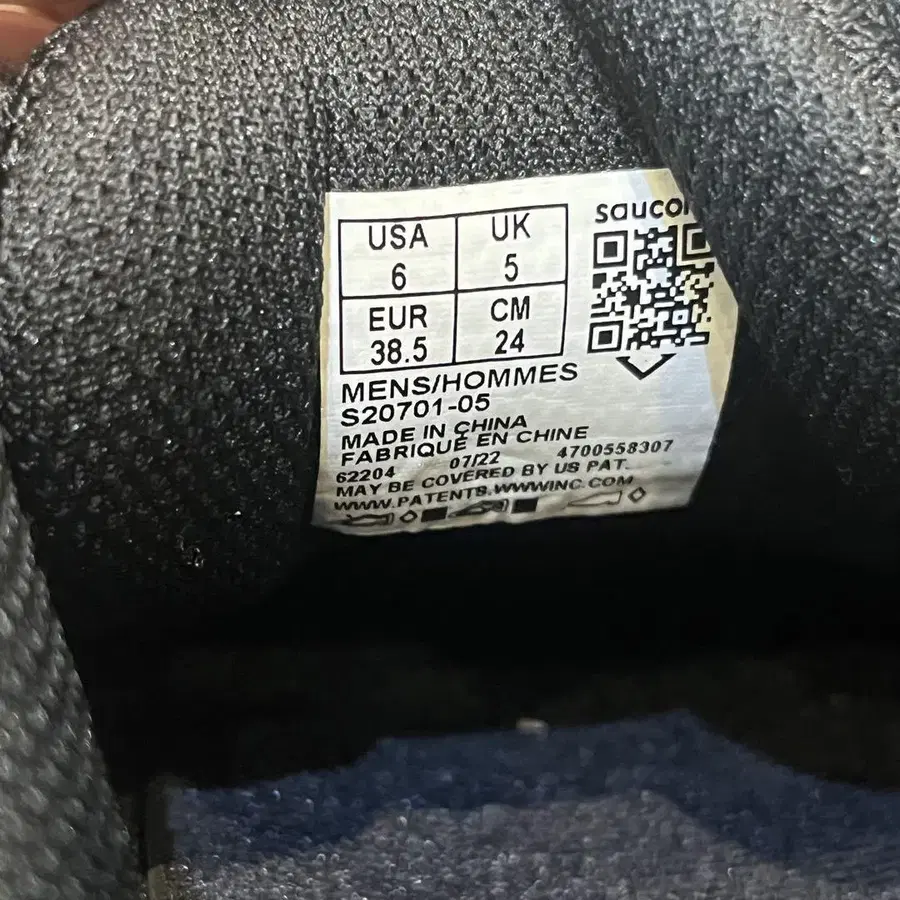 USA UK
6 5
EUR CM
38.5 24
MENS/HOMMES
S20701-05
MADE IN CHINA
FABRIQUÉ EN CHINE
62204 07/22 4700558307
MAY BE COVERED BY US PAT.
WWW.PATENTS.WWWINC.COM